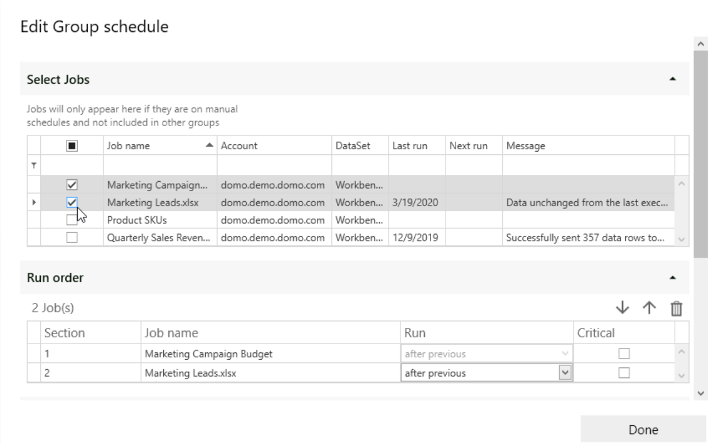 Edit Group schedule
Select Jobs
Jobs will only appear here if they are on manual
schedules and not included in other groups
Job name Account DataSet Last run Next run Message
Marketing Campaign... domo.demo.domo.com Workben...
Marketing Leads.xlsx domo.demo.domo.com Workben... 3/19/2020 Data unchanged from the last exec...
Product SKUs domo.demo.domo.com Workben...
Quarterly Sales Reven... domo.demo.domo.com Workben... 12/9/2019 Successfully sent 357 data rows to...
Run order
2 Job(s)
Section Job name Run Critical
1 Marketing Campaign Budget after previous
2 Marketing Leads.xlsx after previous
Done